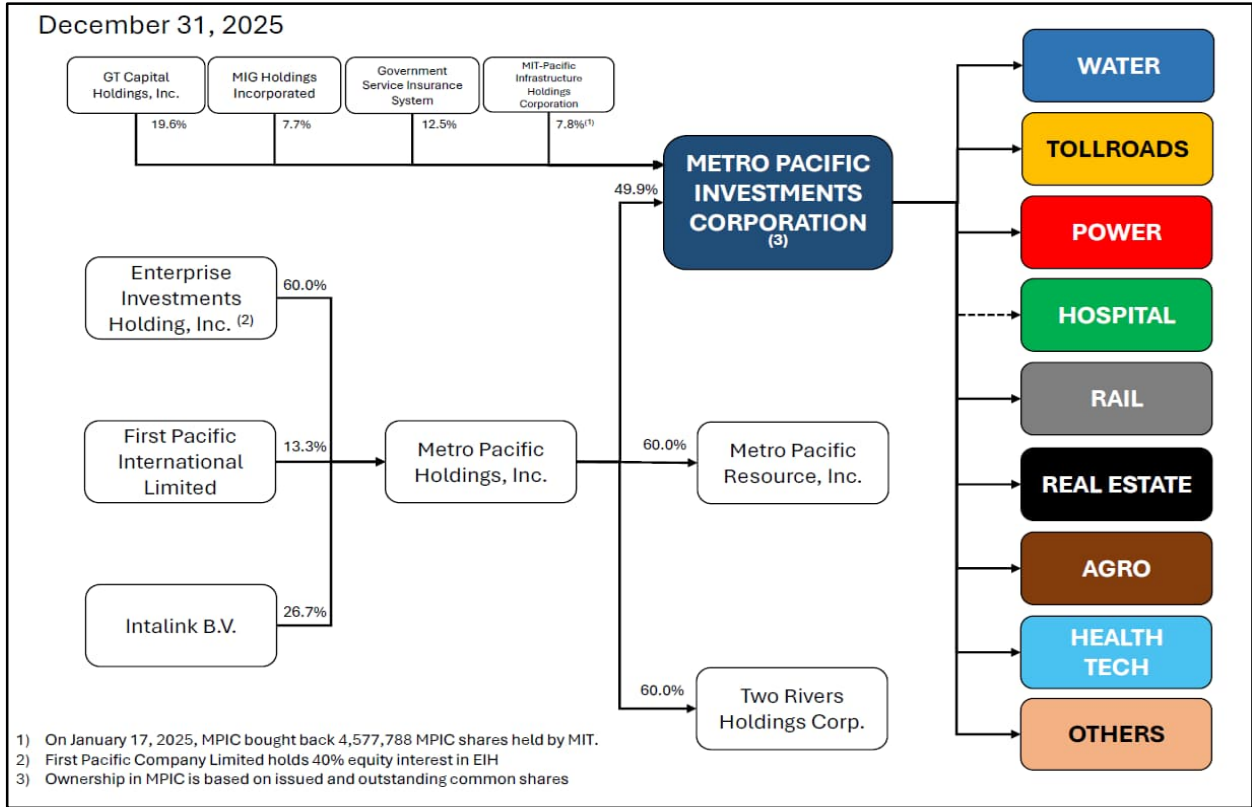 December 31, 2025
GT Capital
Holdings, Inc.
MIG Holdings
Incorporated
Government
Service Insurance
System
MIT-Pacific
Infrastructure
Holdings
Corporation
19.6%
7.7%
12.5%
7.8%(1)
METRO PACIFIC
INVESTMENTS
CORPORATION
(3)
49.9%
Enterprise
Investments
Holding, Inc. (2)
60.0%
First Pacific
International
Limited
13.3%
Intalink B.V.
26.7%
Metro Pacific
Holdings, Inc.
60.0%
Metro Pacific
Resource, Inc.
60.0%
Two Rivers
Holdings Corp.
WATER
TOLLROADS
POWER
HOSPITAL
RAIL
REAL ESTATE
AGRO
HEALTH
TECH
OTHERS
1) On January 17, 2025, MPIC bought back 4,577,788 MPIC shares held by MIT.
2) First Pacific Company Limited holds 40% equity interest in EIH
3) Ownership in MPIC is based on issued and outstanding common shares